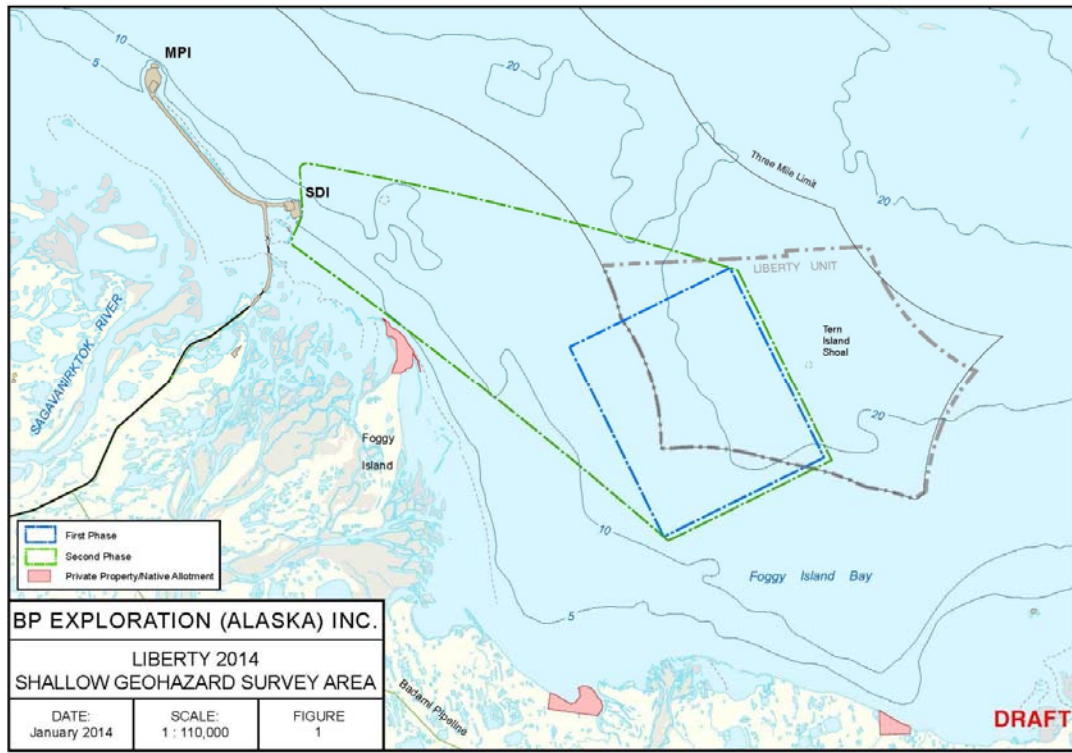 MPI
10
5
20
SDI
Three Mile Limit
20
LIBERTY UNIT
Tern
Island
Shoal
SAGAVANIRKTOK RIVER
20
Foggy
Island
10
Foggy Island Bay
5
First Phase
Second Phase
Private Property/Native Allotment
BP EXPLORATION (ALASKA) INC.
LIBERTY 2014
SHALLOW GEOHAZARD SURVEY AREA
DATE:
January 2014
SCALE:
1 : 110,000
FIGURE
1
Badami Pipeline
DRAFT